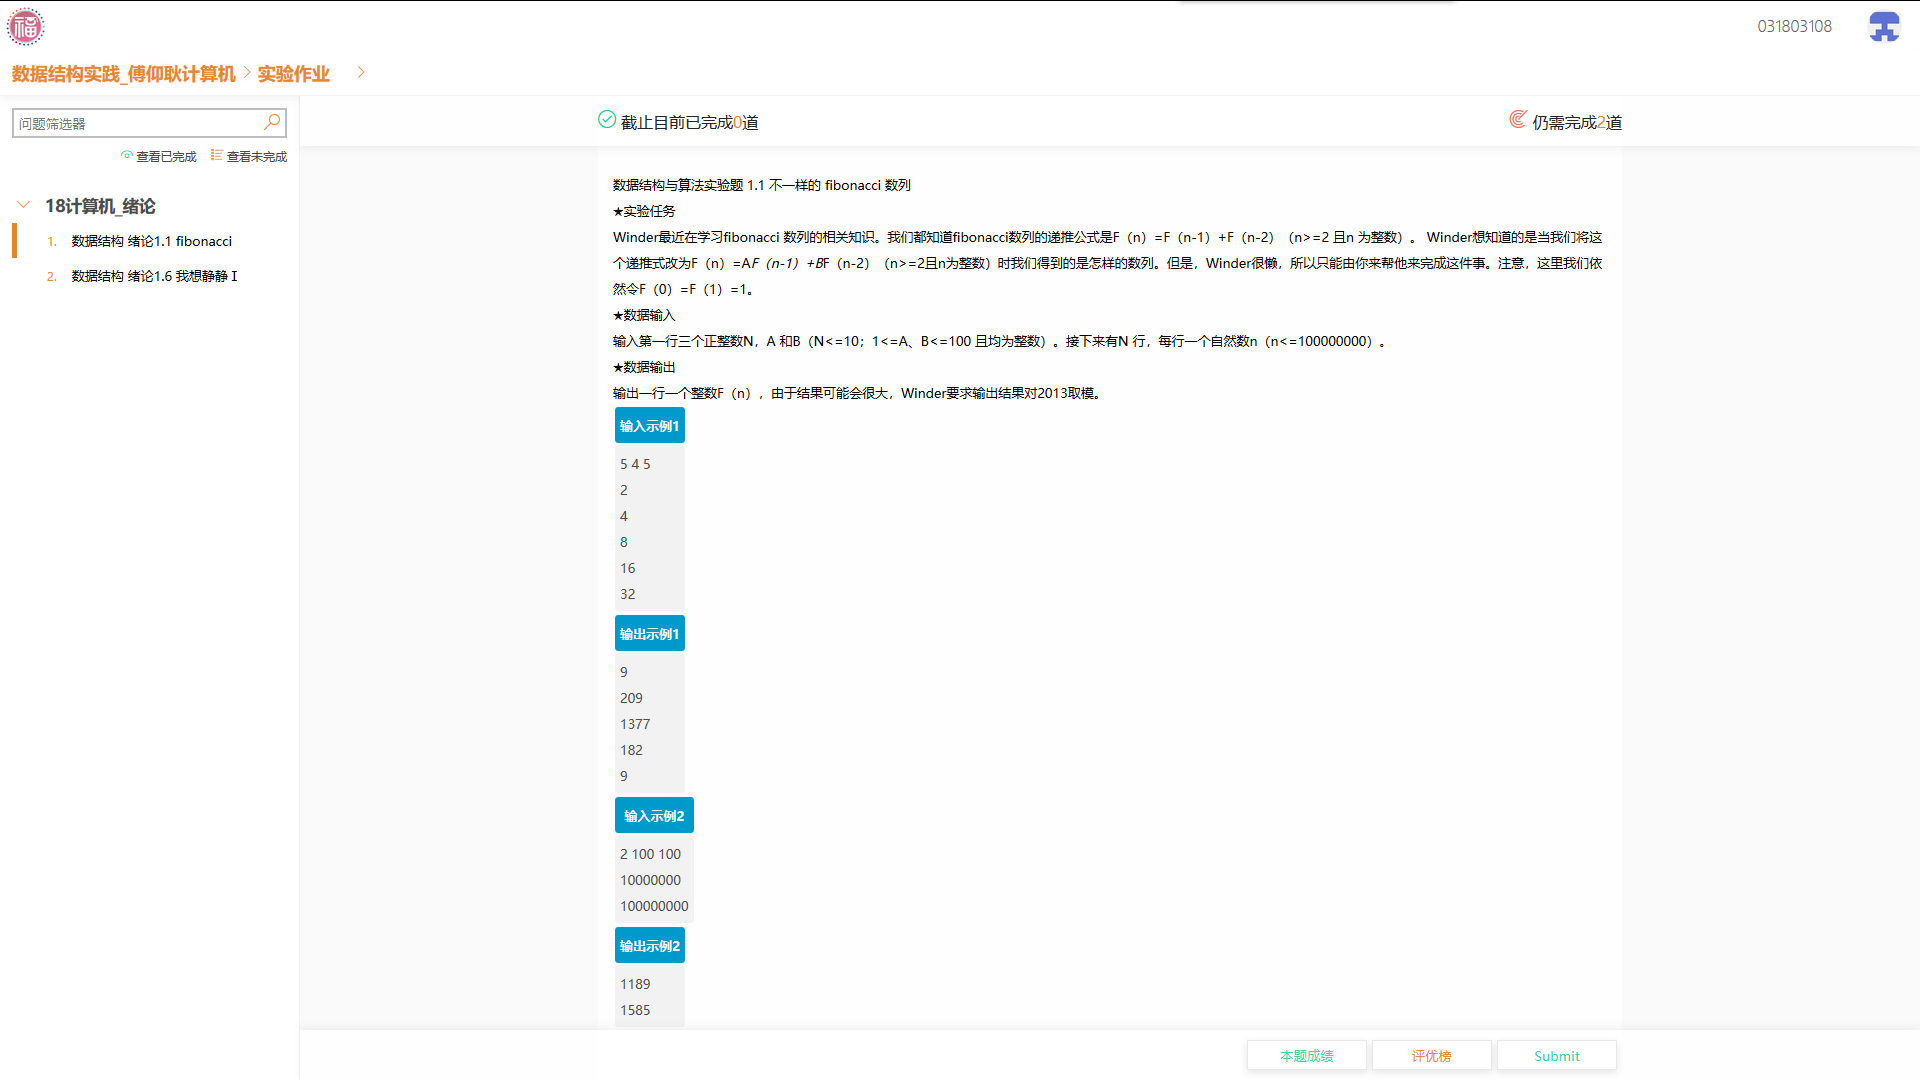 福
031803108
数据结构实践_傅仰耿计算机 > 实验作业 >
问题筛选器
查看已完成 查看未完成
18计算机_绪论
1. 数据结构 绪论1.1 fibonacci
2. 数据结构 绪论1.6 我想静静 I
截止目前已完成0道
仍需完成2道
数据结构与算法实验题 1.1 不一样的 fibonacci 数列
★实验任务
Winder最近在学习fibonacci 数列的相关知识。我们都知道fibonacci数列的递推公式是F（n）=F（n-1）+F（n-2）（n>=2 且n 为整数）。 Winder想知道的是当我们将这
个递推式改为F（n）=AF（n-1）+BF（n-2）（n>=2且n为整数）时我们得到的是怎样的数列。但是，Winder很懒，所以只能由你来帮他来完成这件事。注意，这里我们依
然令F（0）=F（1）=1。
★数据输入
输入第一行三个正整数N，A 和B（N<=10；1<=A、B<=100 且均为整数）。接下来有N 行，每行一个自然数n（n<=100000000）。
★数据输出
输出一行一个整数F（n），由于结果可能会很大，Winder要求输出结果对2013取模。
输入示例1
5 4 5
2
4
8
16
32
输出示例1
9
209
1377
182
9
输入示例2
2 100 100
10000000
100000000
输出示例2
1189
1585
本题成绩
评优榜
Submit